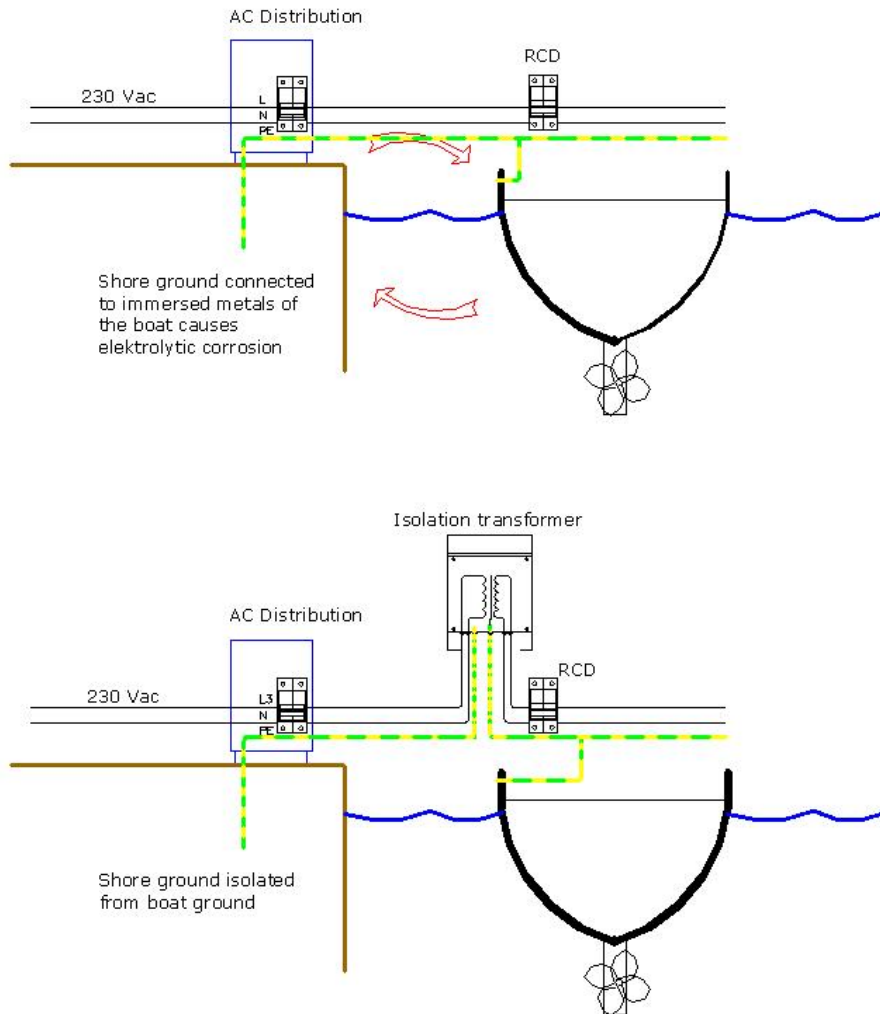 AC Distribution
RCD
230 Vac
L
N
PE
Shore ground connected
to immersed metals of
the boat causes
elektrolytic corrosion
Isolation transformer
AC Distribution
RCD
230 Vac
L3
N
PE
Shore ground isolated
from boat ground